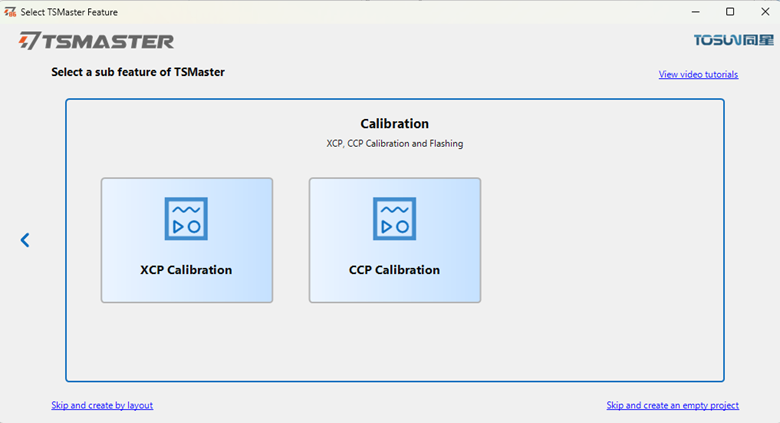 Select TSMaster Feature
TSMASTER
TOSUN同星
Select a sub feature of TSMaster
View video tutorials
Calibration
XCP, CCP Calibration and Flashing
XCP Calibration
CCP Calibration
Skip and create by layout
Skip and create an empty project